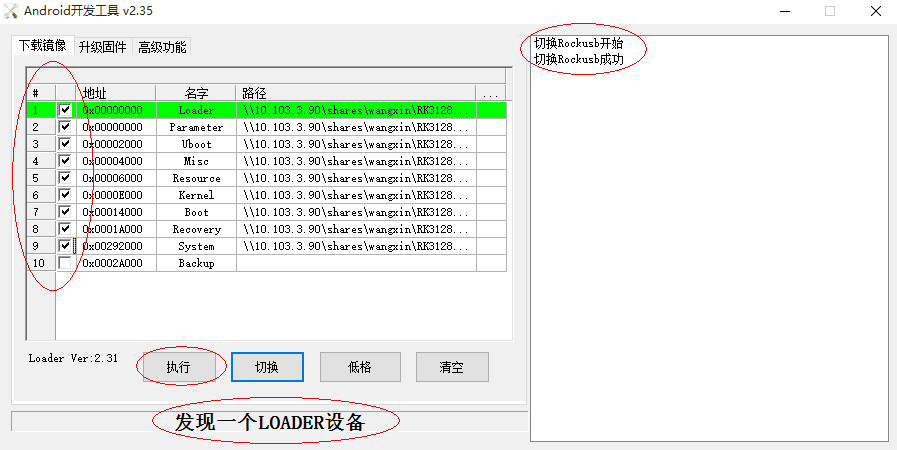 Android开发工具 v2.35
下载镜像 升级固件 高级功能
# 地址 名字 路径 ...
1 0x00000000 Loader \\10.103.3.90\shares\wangxin\RK3128...
2 0x00000000 Parameter \\10.103.3.90\shares\wangxin\RK3128...
3 0x00002000 Uboot \\10.103.3.90\shares\wangxin\RK3128...
4 0x00004000 Misc \\10.103.3.90\shares\wangxin\RK3128...
5 0x00006000 Resource \\10.103.3.90\shares\wangxin\RK3128...
6 0x0000E000 Kernel \\10.103.3.90\shares\wangxin\RK3128...
7 0x00014000 Boot \\10.103.3.90\shares\wangxin\RK3128...
8 0x0001A000 Recovery \\10.103.3.90\shares\wangxin\RK3128...
9 0x00292000 System \\10.103.3.90\shares\wangxin\RK3128...
10 0x0002A000 Backup
Loader Ver:2.31 执行 切换 低格 清空
发现一个LOADER设备
切换Rockusb开始
切换Rockusb成功